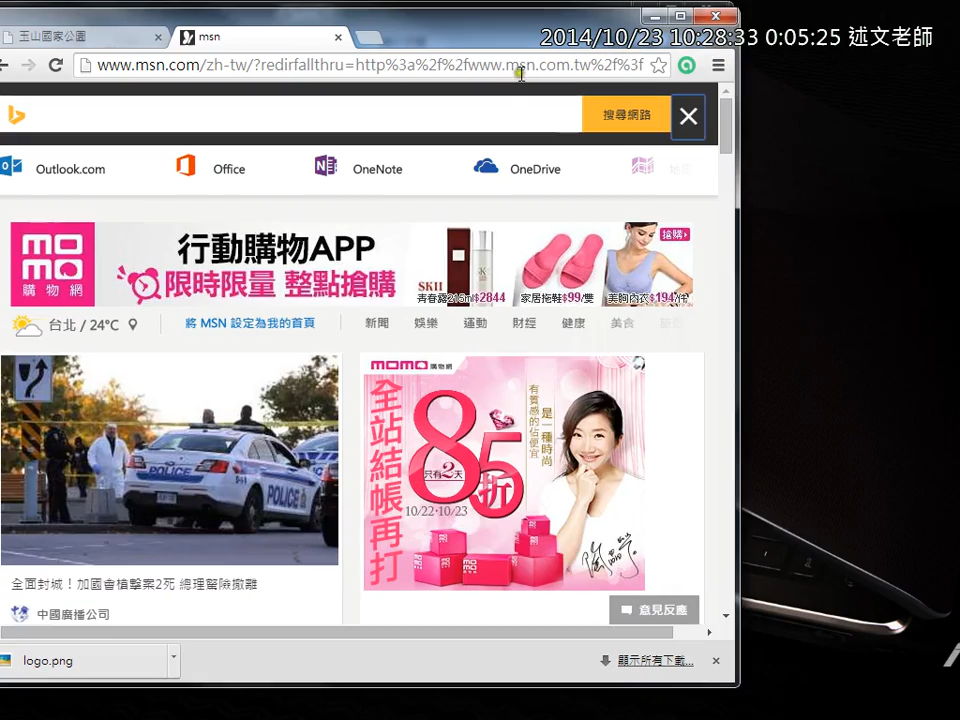 玉山國家公園
msn
2014/10/23 10:28:33 0:05:25 述文老師
www.msn.com/zh-tw/?redirfallthru=http%3a%2f%2fwww.msn.com.tw%2f%3f
搜尋網路
Outlook.com
Office
OneNote
OneDrive
momo
購物網
行動購物APP
限時限量 整點搶購
SKII
青春露215ml$2844
家居拖鞋$99/雙
搶購
美胸內衣$194/件
台北 / 24°C
將 MSN 設定為我的首頁
新聞
娛樂
運動
財經
健康
美食
POLICE
POLICE
momo購物網
全站結帳再打
85折
只有2天
10/22-10/23
有質感的佔便宜
是一種時尚
全面封城！加國會槍擊案2死 總理驚險撤離
中國廣播公司
意見反應
logo.png
顯示所有下載...